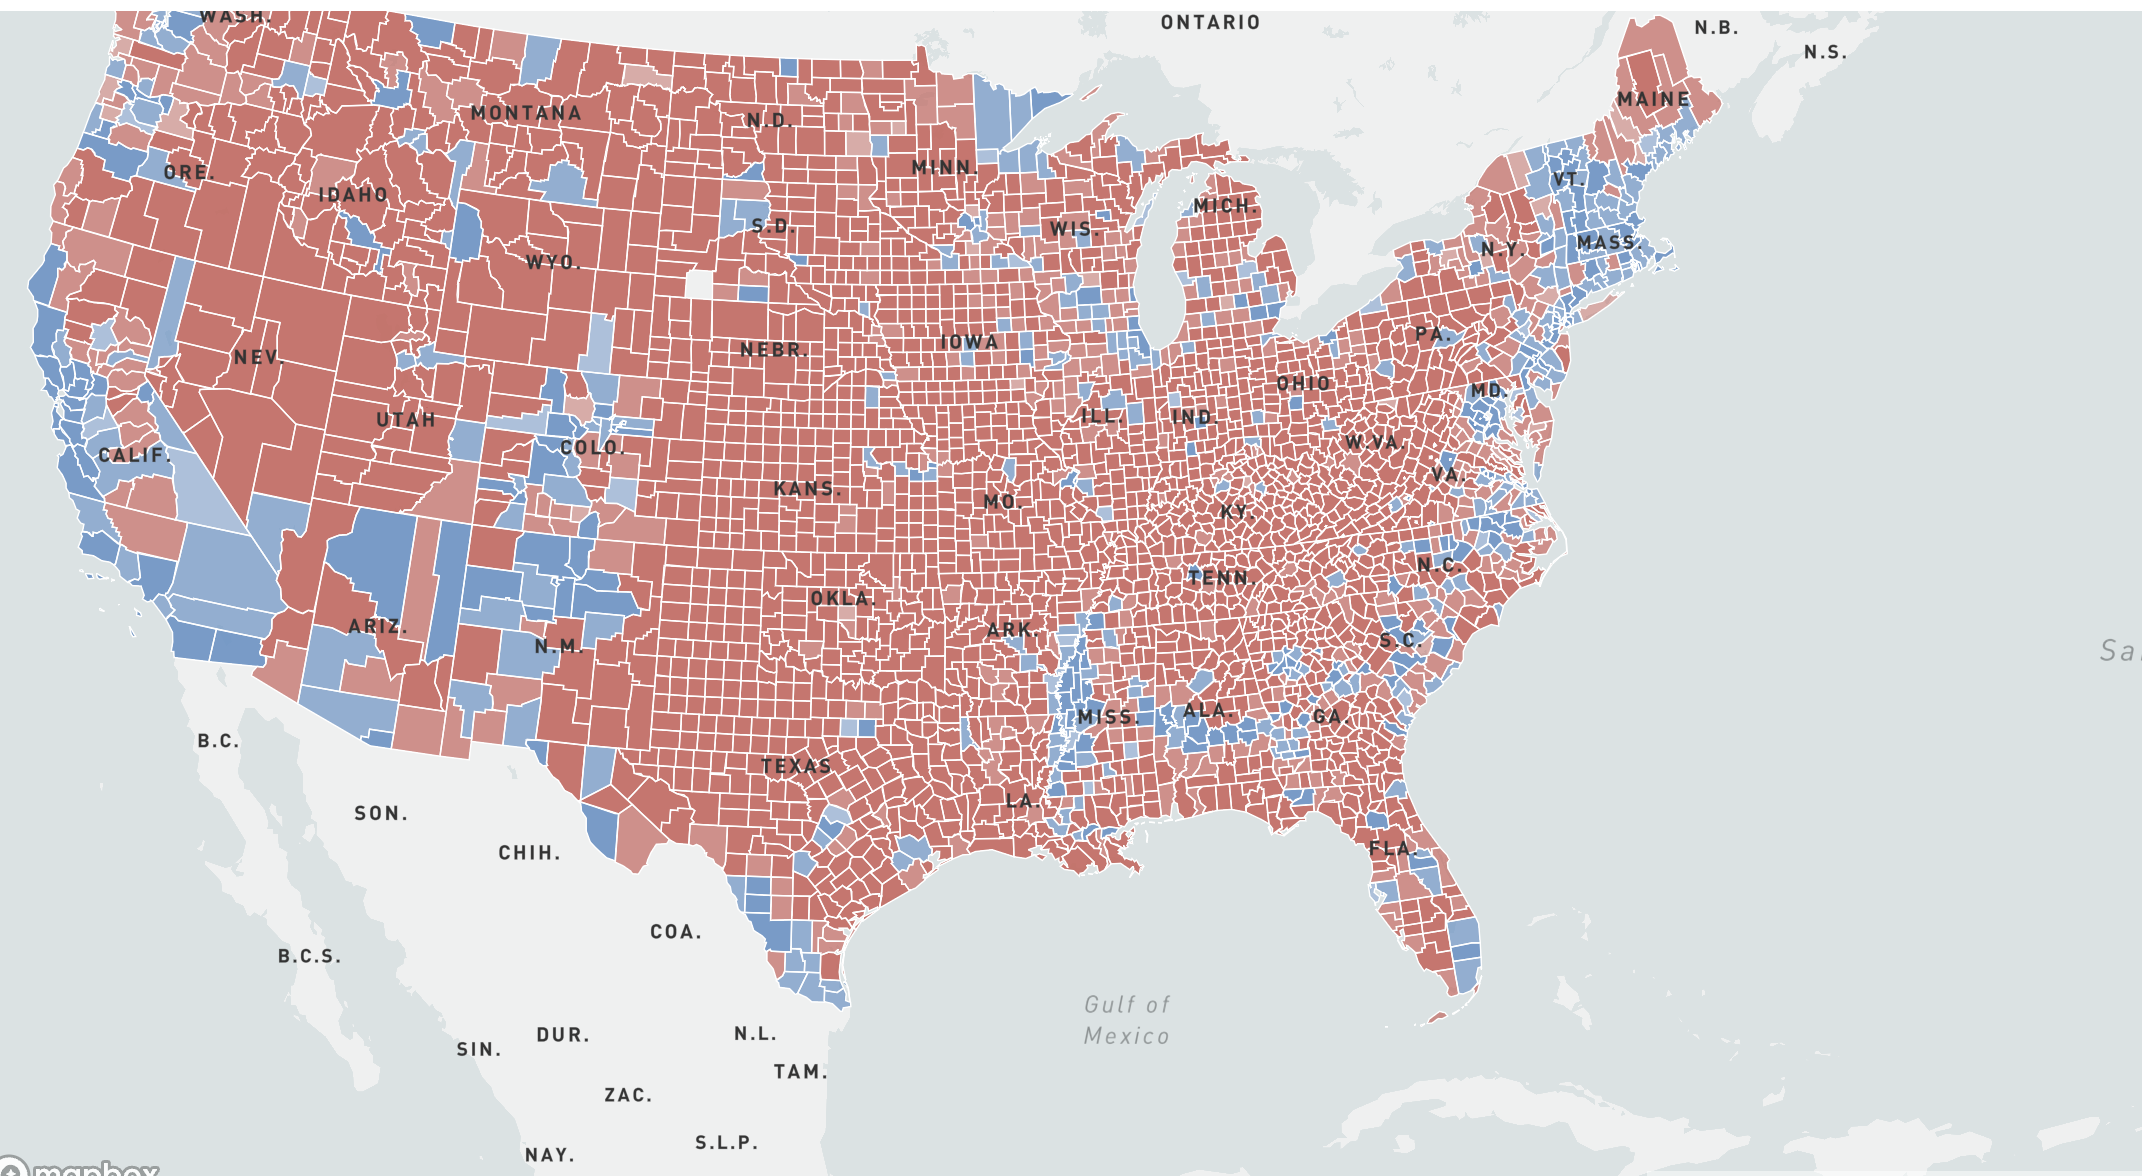 WASH.
ONTARIO
N.B.
N.S.
MONTANA
N.D.
MAINE
MINN.
ORE.
IDAHO
VT.
MICH.
S.D.
WIS.
MASS.
N.Y.
WYO.
NEV.
NEBR.
IOWA
PA.
OHIO
MD.
UTAH
ILL.
IND.
COLO.
W.VA.
CALIF.
VA.
KANS.
MO.
KY.
N.C.
TENN.
OKLA.
ARIZ.
ARK.
N.M.
S.C.
Sa
MISS.
ALA.
GA.
B.C.
TEXAS
LA.
SON.
CHIH.
FLA.
COA.
B.C.S.
Gulf of
Mexico
DUR.
N.L.
SIN.
TAM.
ZAC.
S.L.P.
NAY.
mapbox